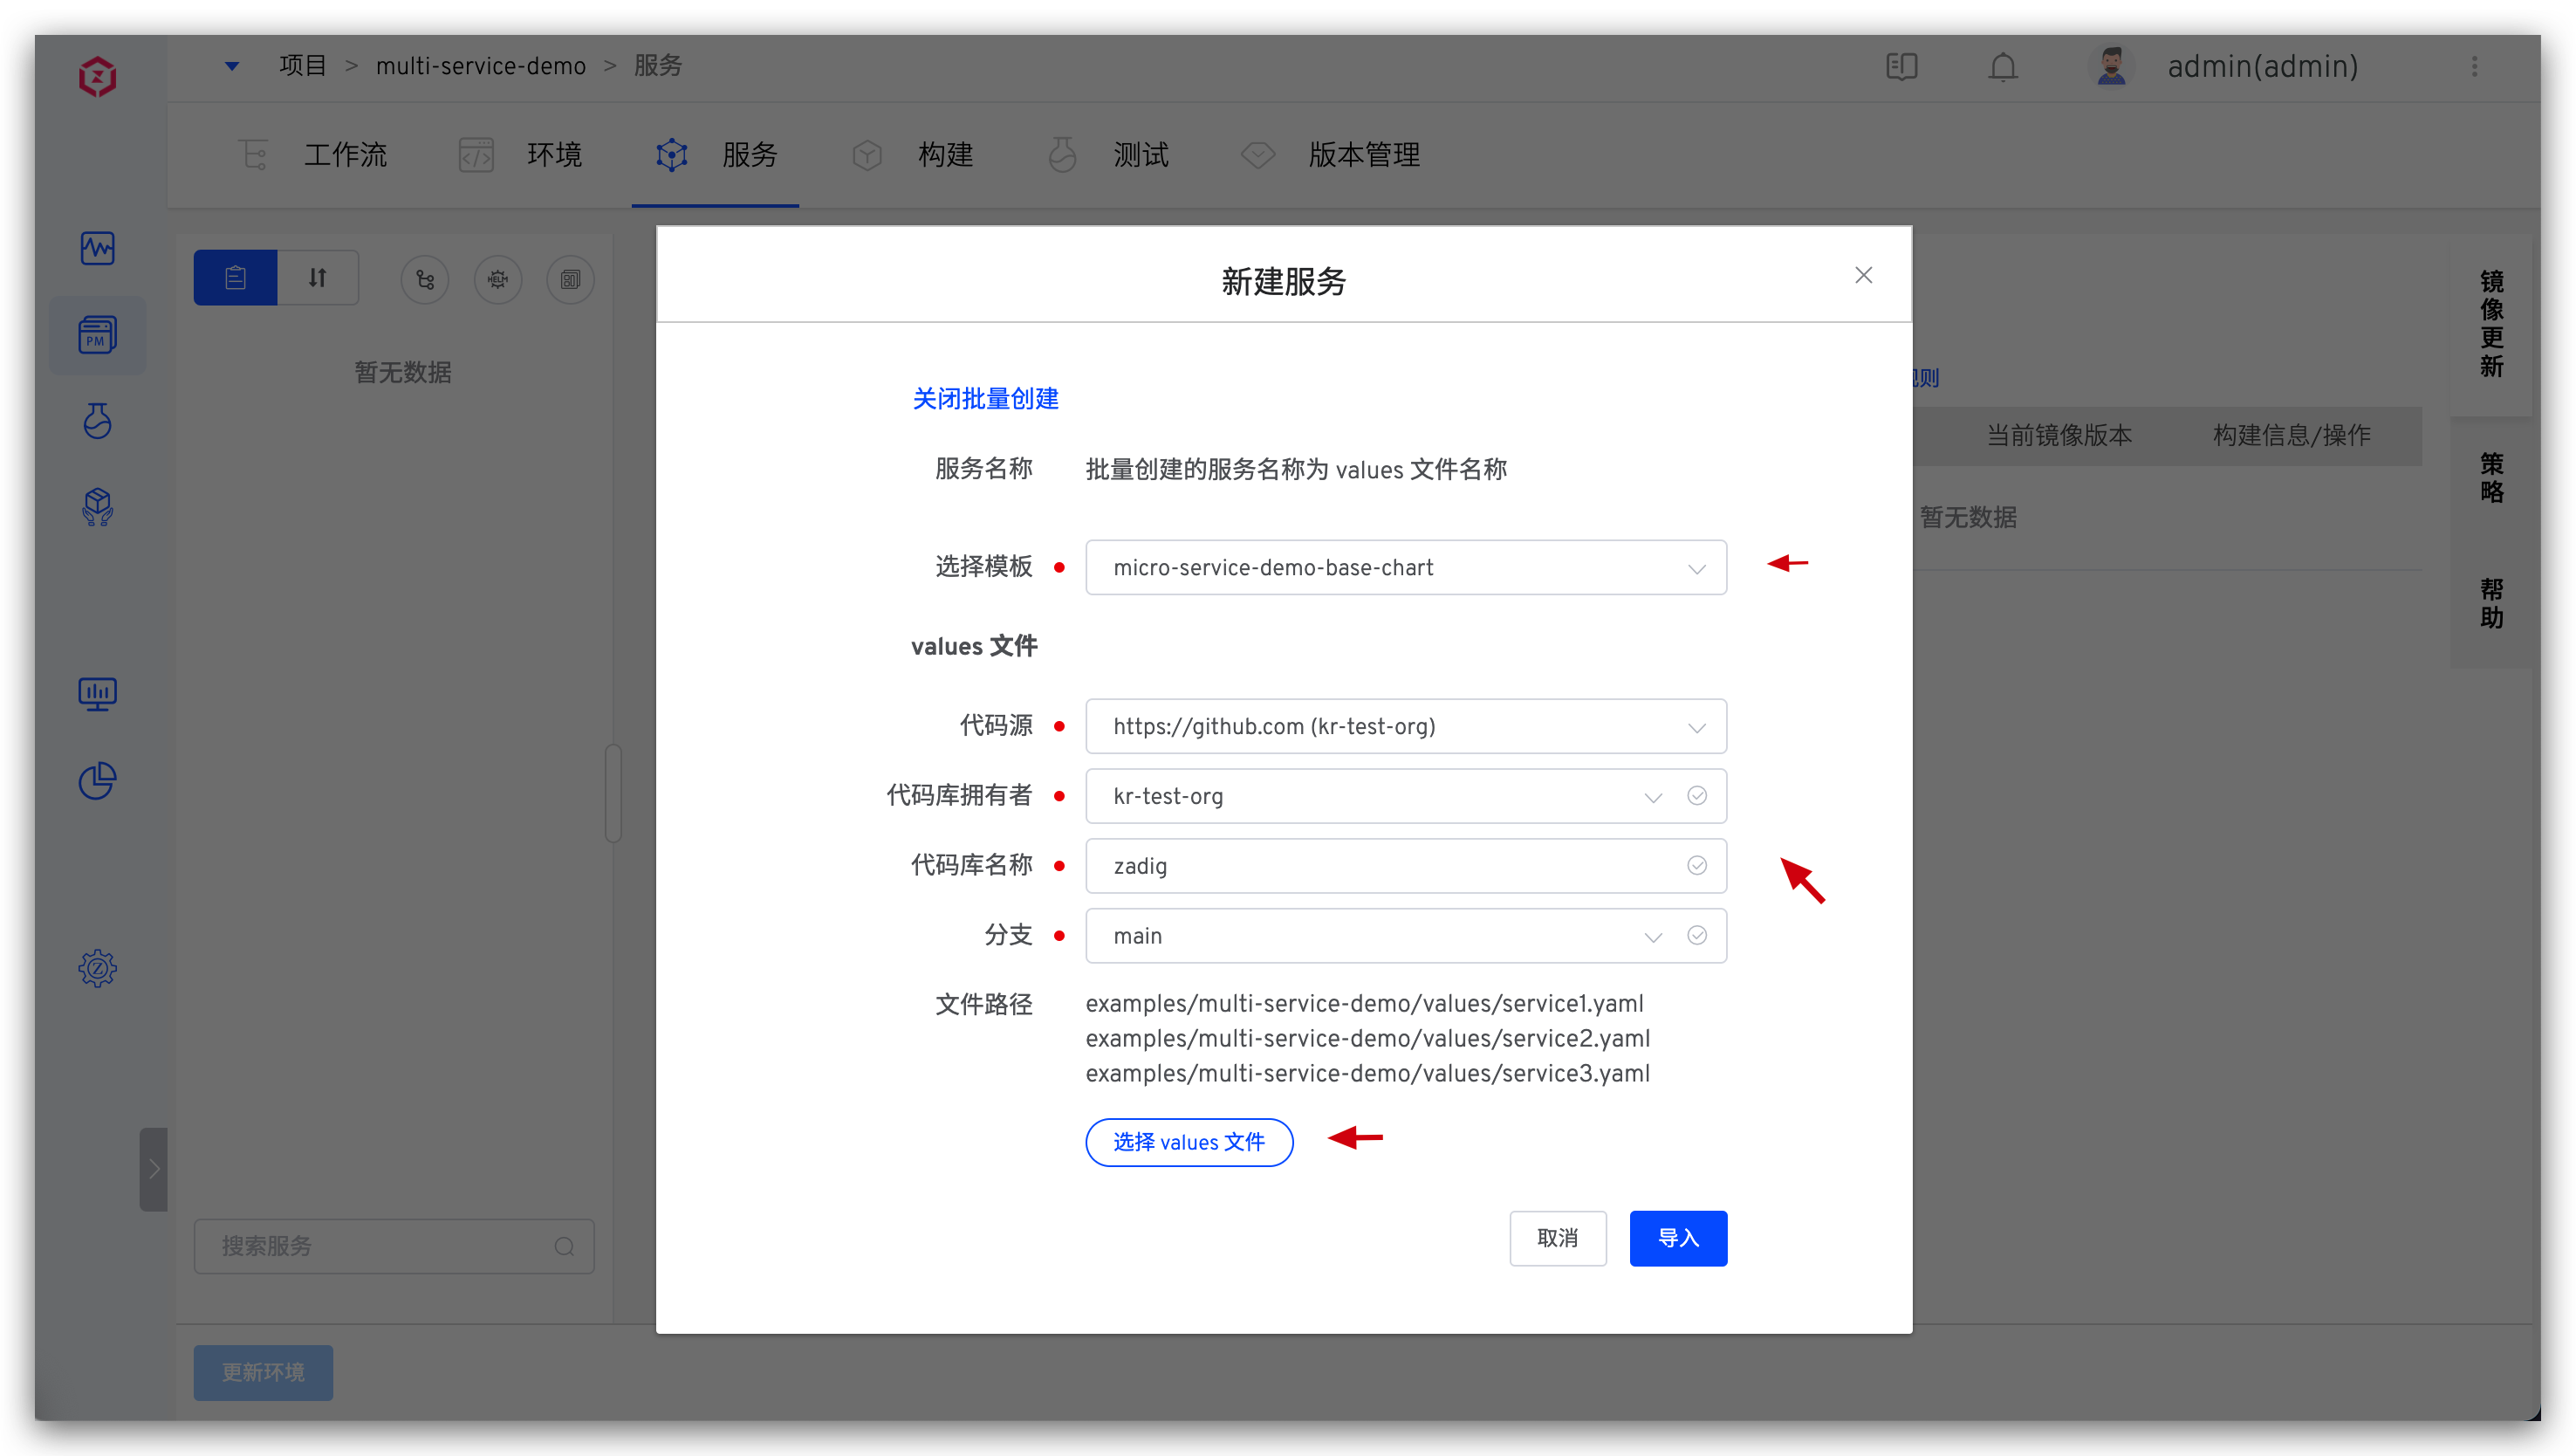 项目 > multi-service-demo > 服务
admin(admin)
工作流
环境
服务
构建
测试
版本管理
PM
HELM
暂无数据
搜索服务
更新环境
新建服务
关闭批量创建
服务名称 批量创建的服务名称为 values 文件名称
选择模板 micro-service-demo-base-chart
values 文件
代码源 https://github.com (kr-test-org)
代码库拥有者 kr-test-org
代码库名称 zadig
分支 main
文件路径 examples/multi-service-demo/values/service1.yaml
examples/multi-service-demo/values/service2.yaml
examples/multi-service-demo/values/service3.yaml
选择 values 文件
取消 导入
则
当前镜像版本 构建信息/操作
暂无数据
镜像更新
策略
帮助